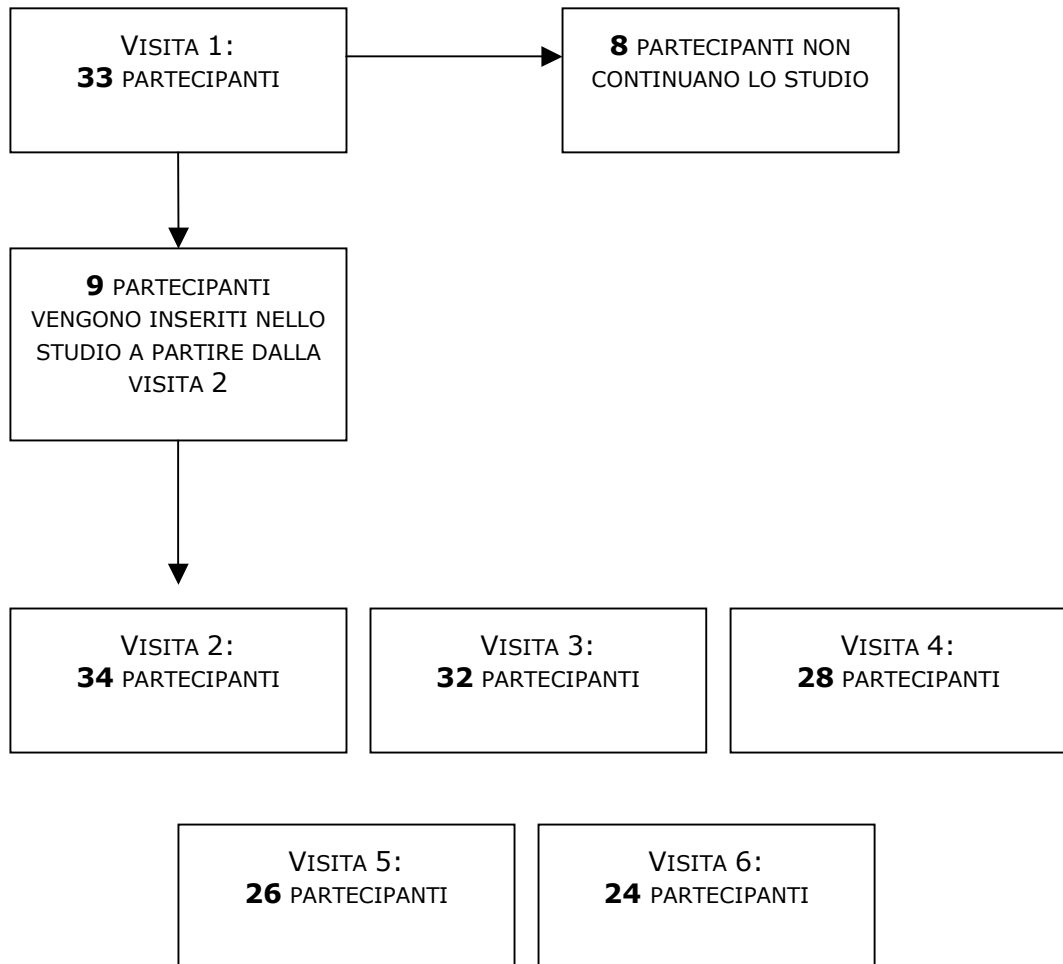 VISITA 1:
33 PARTECIPANTI
8 PARTECIPANTI NON
CONTINUANO LO STUDIO
9 PARTECIPANTI
VENGONO INSERITI NELLO
STUDIO A PARTIRE DALLA
VISITA 2
VISITA 2:
34 PARTECIPANTI
VISITA 3:
32 PARTECIPANTI
VISITA 4:
28 PARTECIPANTI
VISITA 5:
26 PARTECIPANTI
VISITA 6:
24 PARTECIPANTI